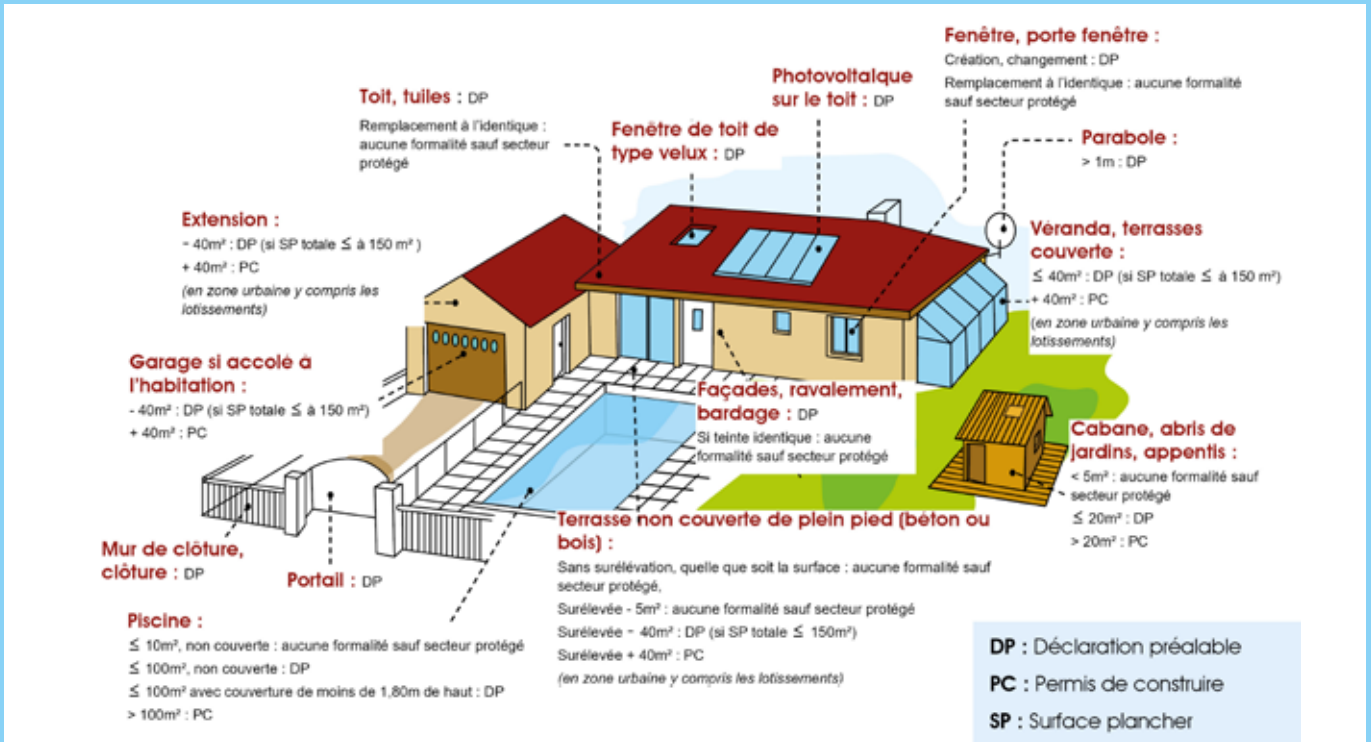 Fenêtre, porte fenêtre :
Création, changement : DP
Remplacement à l'identique : aucune formalité
sauf secteur protégé
Photovoltaïque
sur le toit : DP
Toit, tuiles : DP
Remplacement à l'identique :
aucune formalité sauf secteur
protégé
Fenêtre de toit de
type velux : DP
Parabole :
> 1m : DP
Extension :
- 40m² : DP (si SP totale ≤ à 150 m² )
+ 40m² : PC
(en zone urbaine y compris les
lotissements)
Véranda, terrasses
couverte :
≤ 40m² : DP (si SP totale ≤ à 150 m²)
+ 40m² : PC
(en zone urbaine y compris les
lotissements)
Garage si accolé à
l'habitation :
- 40m² : DP (si SP totale ≤ à 150 m²)
+ 40m² : PC
Façades, ravalement,
bardage : DP
Si teinte identique : aucune
formalité sauf secteur protégé
Cabane, abris de
jardins, appentis :
< 5m² : aucune formalité sauf
secteur protégé
≤ 20m² : DP
> 20m² : PC
Mur de clôture,
clôture : DP
Portail : DP
Terrasse non couverte de plein pied (béton ou
bois) :
Sans surélévation, quelle que soit la surface : aucune formalité sauf
secteur protégé,
Surélevée - 5m² : aucune formalité sauf secteur protégé
Surélevée - 40m² : DP (si SP totale ≤ 150m²)
Surélevée + 40m² : PC
(en zone urbaine y compris les lotissements)
Piscine :
≤ 10m², non couverte : aucune formalité sauf secteur protégé
≤ 100m², non couverte : DP
≤ 100m² avec couverture de moins de 1,80m de haut : DP
> 100m² : PC
DP : Déclaration préalable
PC : Permis de construire
SP : Surface plancher